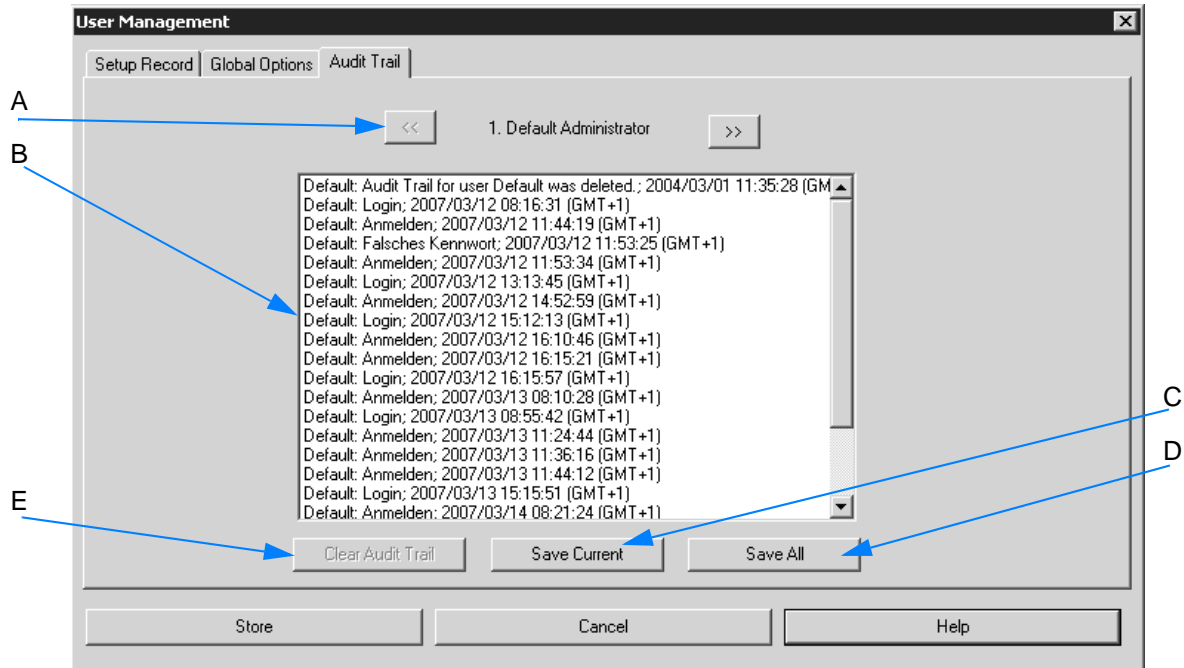 User Management
Setup Record Global Options Audit Trail
A
<< 1. Default Administrator >>
B
Default: Audit Trail for user Default was deleted.; 2004/03/01 11:35:28 (GM
Default: Login; 2007/03/12 08:16:31 (GMT+1)
Default: Anmelden; 2007/03/12 11:44:19 (GMT+1)
Default: Falsches Kennwort; 2007/03/12 11:53:25 (GMT+1)
Default: Anmelden; 2007/03/12 11:53:34 (GMT+1)
Default: Login; 2007/03/12 13:13:45 (GMT+1)
Default: Anmelden; 2007/03/12 14:52:59 (GMT+1)
Default: Login; 2007/03/12 15:12:13 (GMT+1)
Default: Anmelden; 2007/03/12 16:10:46 (GMT+1)
Default: Anmelden; 2007/03/12 16:15:21 (GMT+1)
Default: Login; 2007/03/12 16:15:57 (GMT+1)
Default: Anmelden; 2007/03/13 08:10:28 (GMT+1)
Default: Login; 2007/03/13 08:55:42 (GMT+1)
Default: Anmelden; 2007/03/13 11:24:44 (GMT+1)
Default: Anmelden; 2007/03/13 11:36:16 (GMT+1)
Default: Anmelden; 2007/03/13 11:44:12 (GMT+1)
Default: Login; 2007/03/13 15:15:51 (GMT+1)
Default: Anmelden; 2007/03/14 08:21:24 (GMT+1)
C
D
E
Clear Audit Trail Save Current Save All
Store Cancel Help